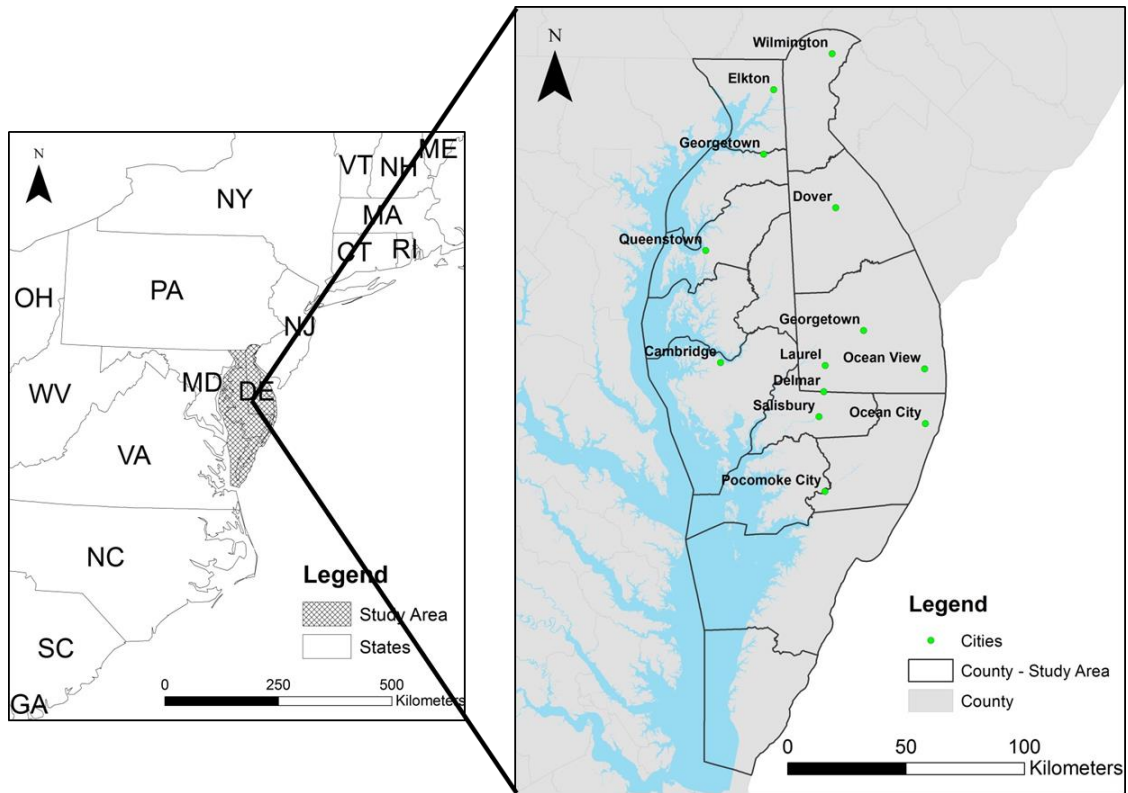 N
VT
NH
ME
NY
MA
CT
RI
PA
OH
NJ
MD
DE
WV
VA
NC
SC
GA
Legend
Study Area
States
0
250
500
Kilometers
N
Wilmington
Elkton
Georgetown
Dover
Queenstown
Georgetown
Cambridge
Laurel
Ocean View
Delmar
Salisbury
Ocean City
Pocomoke City
Legend
Cities
County - Study Area
County
0
50
100
Kilometers